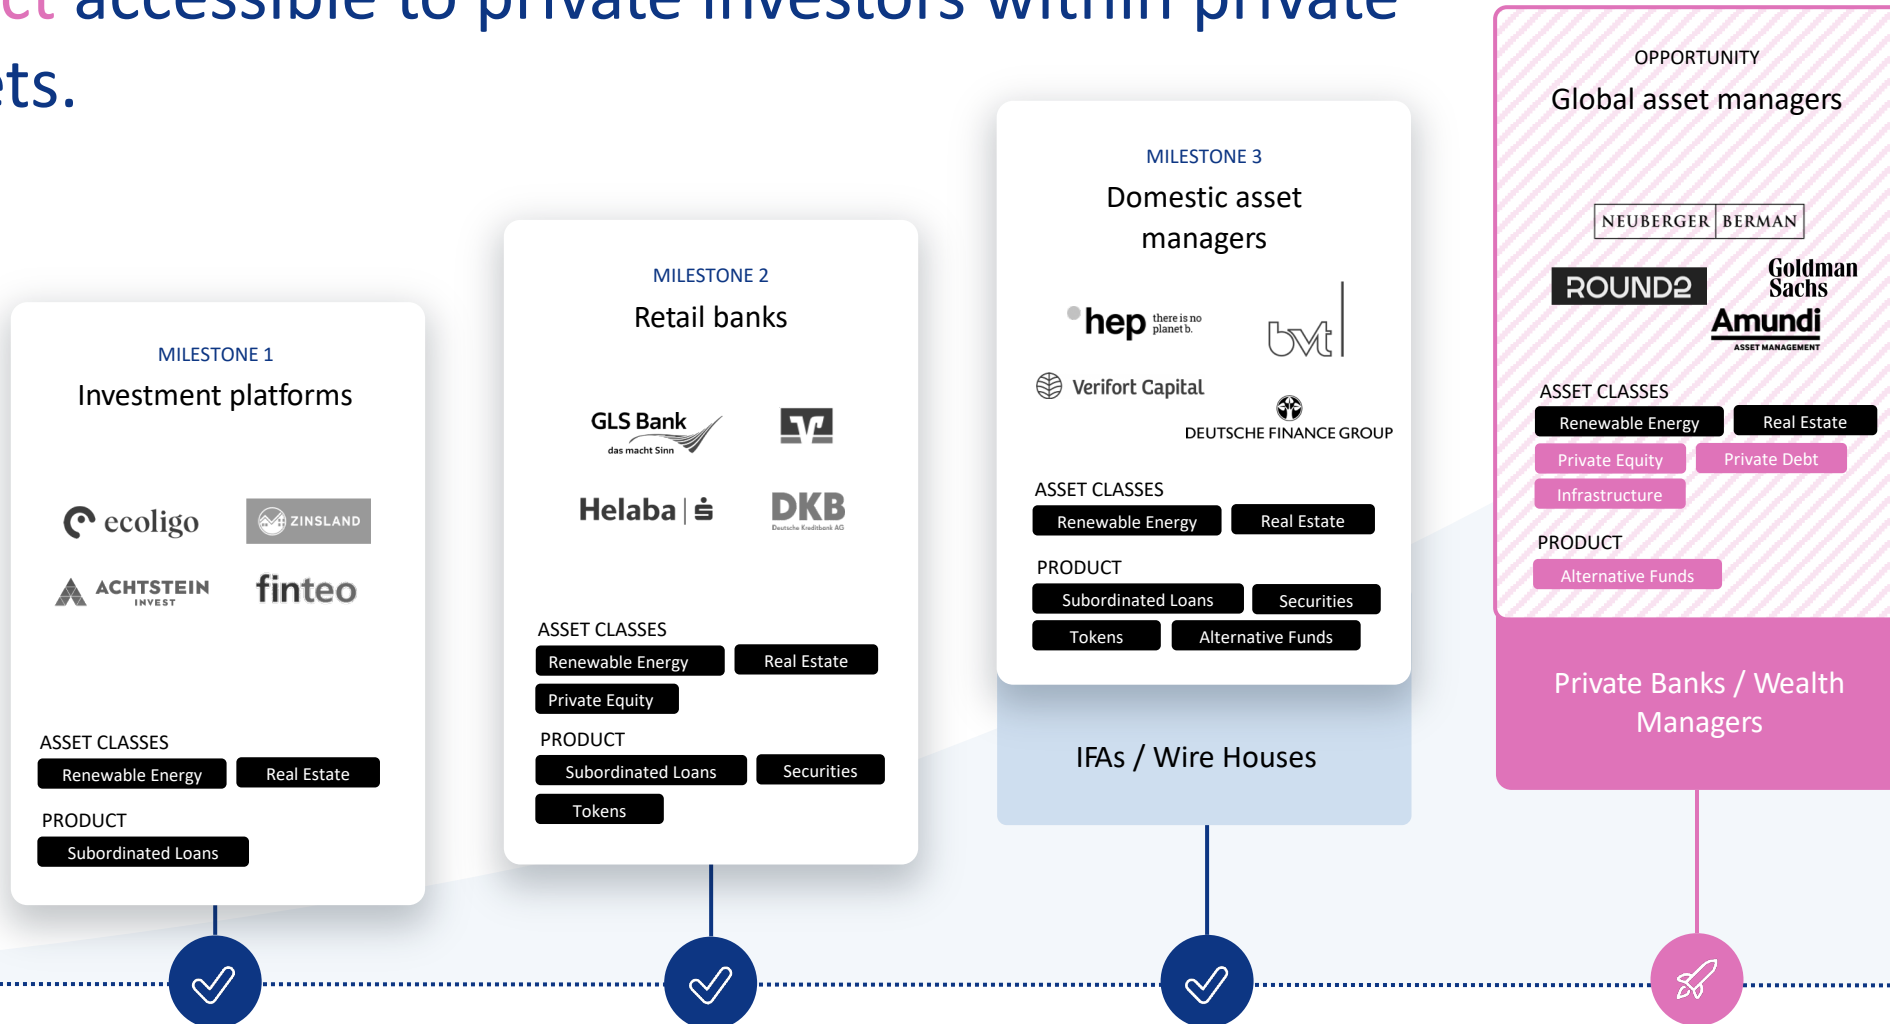 ct accessible to private investors within private
ets.
MILESTONE 1
Investment platforms
ecoligo
ZINSLAND
ACHTSTEIN
INVEST
finteo
ASSET CLASSES
Renewable Energy
Real Estate
PRODUCT
Subordinated Loans
MILESTONE 2
Retail banks
GLS Bank
das macht Sinn
Helaba
DKB
Deutsche Kreditbank AG
ASSET CLASSES
Renewable Energy
Real Estate
Private Equity
PRODUCT
Subordinated Loans
Securities
Tokens
MILESTONE 3
Domestic asset
managers
hep
there is no
planet b.
bvt
Verifort Capital
DEUTSCHE FINANCE GROUP
ASSET CLASSES
Renewable Energy
Real Estate
PRODUCT
Subordinated Loans
Securities
Tokens
Alternative Funds
IFAs / Wire Houses
OPPORTUNITY
Global asset managers
NEUBERGER BERMAN
ROUND2
Goldman
Sachs
Amundi
ASSET MANAGEMENT
ASSET CLASSES
Renewable Energy
Real Estate
Private Equity
Private Debt
Infrastructure
PRODUCT
Alternative Funds
Private Banks / Wealth
Managers